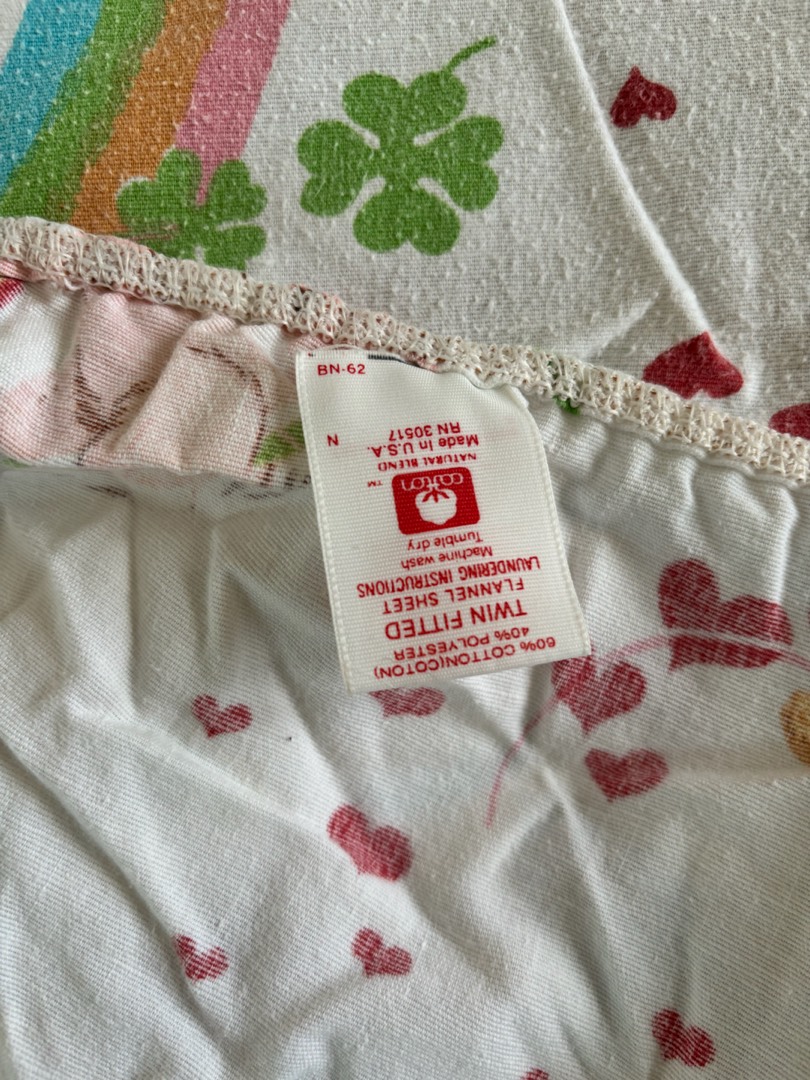 BN-62
60% COTTON(COTON)
40% POLYESTER
TWIN FITTED
FLANNEL SHEET
LAUNDERING INSTRUCTIONS
Machine wash
Tumble dry
cotton
TM
NATURAL BLEND
Made in U.S.A.
RN 30517
N